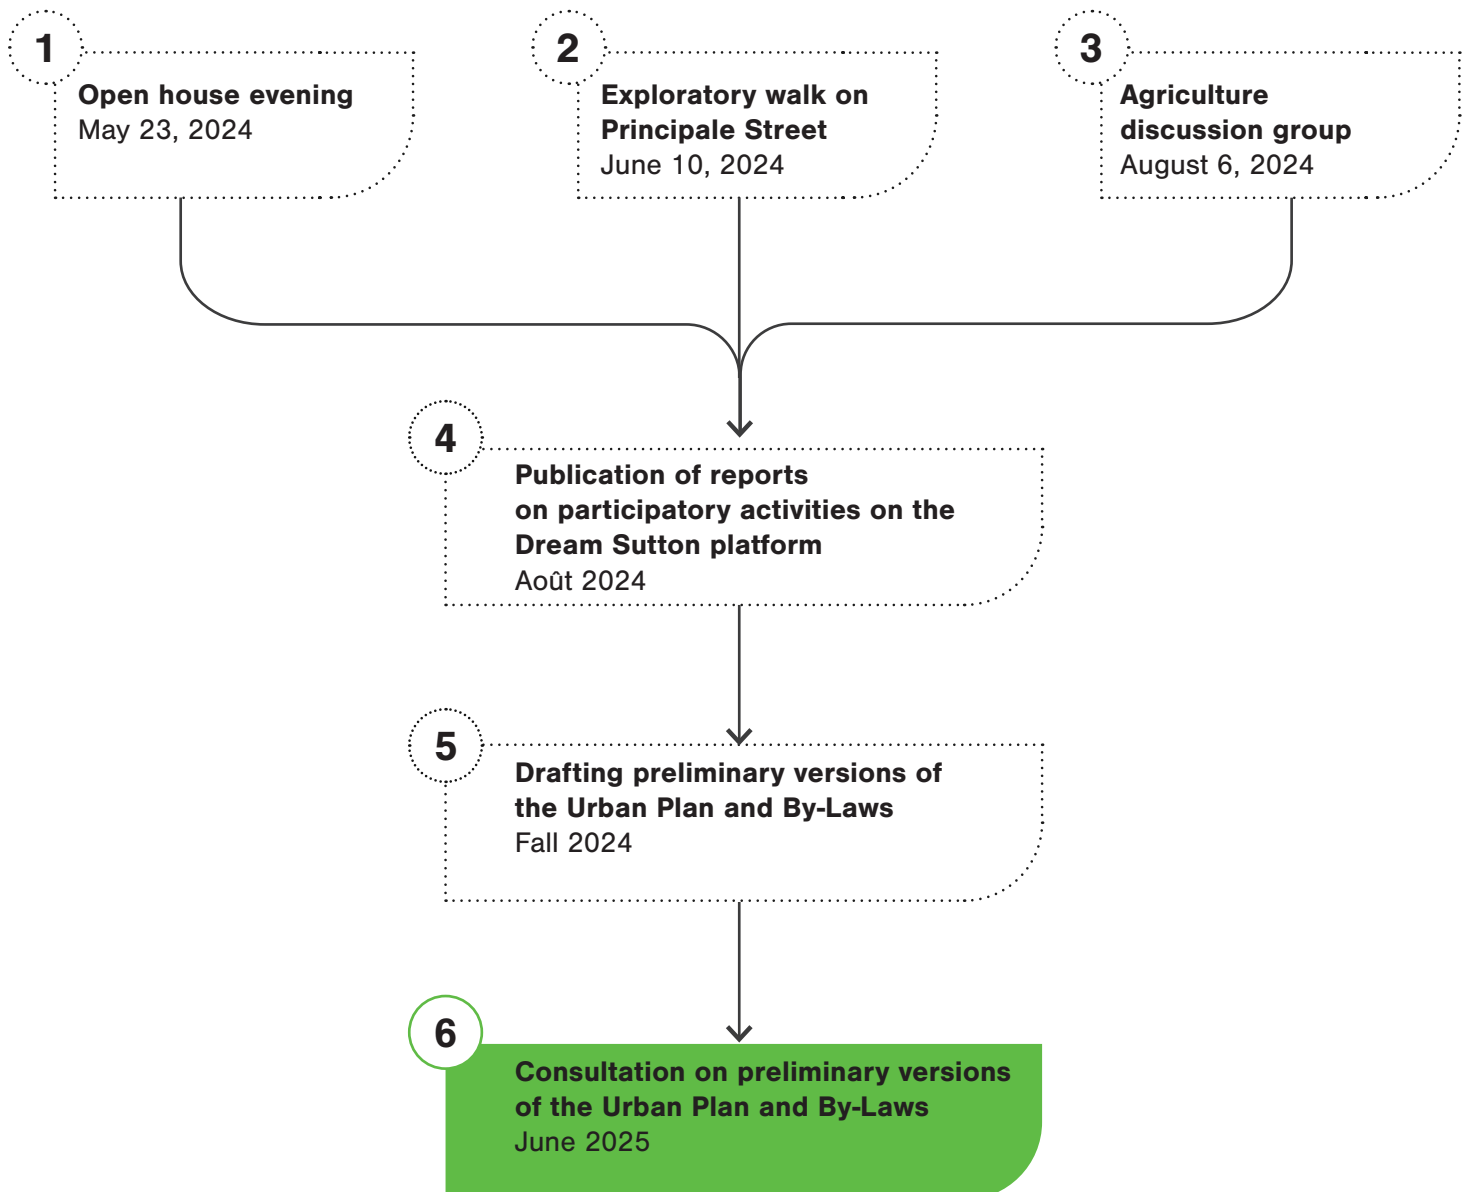 1
Open house evening
May 23, 2024
2
Exploratory walk on
Principale Street
June 10, 2024
3
Agriculture
discussion group
August 6, 2024
4
Publication of reports
on participatory activities on the
Dream Sutton platform
Août 2024
5
Drafting preliminary versions of
the Urban Plan and By-Laws
Fall 2024
6
Consultation on preliminary versions
of the Urban Plan and By-Laws
June 2025